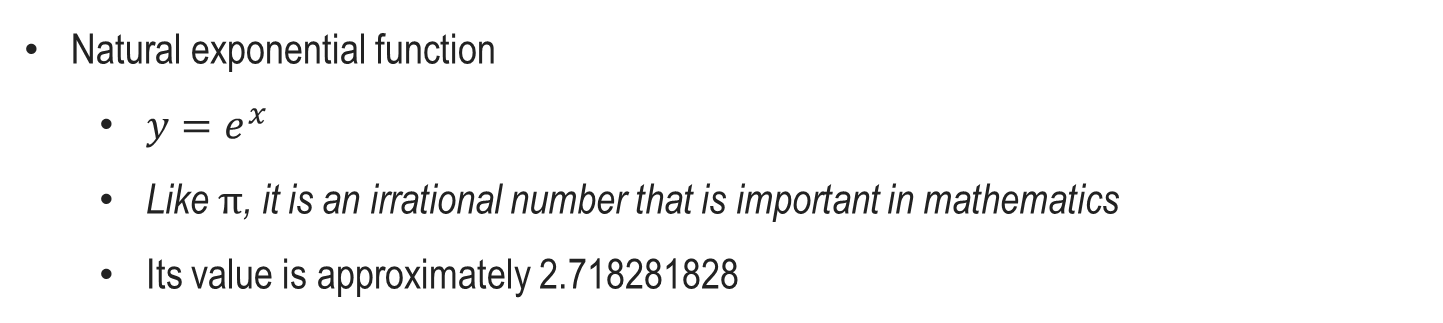 • Natural exponential function
• y = eˣ
• Like π, it is an irrational number that is important in mathematics
• Its value is approximately 2.718281828